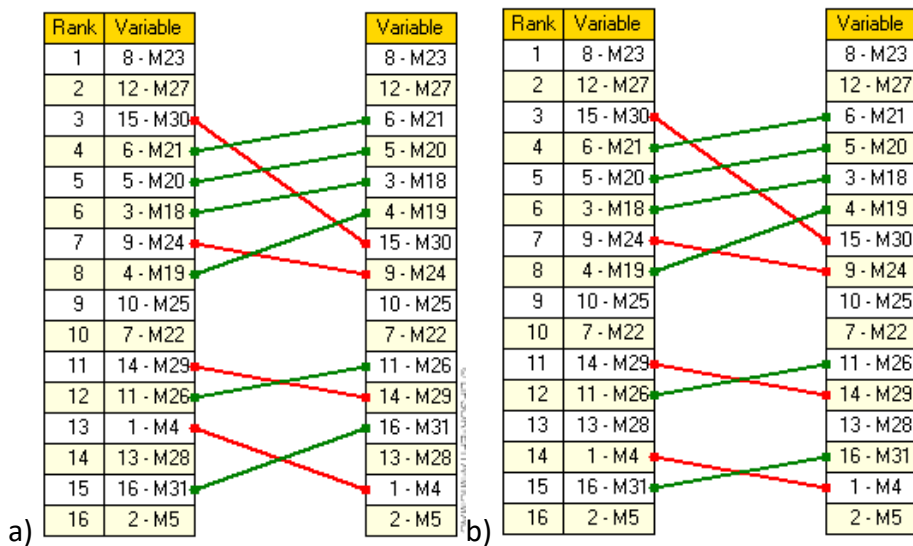 Rank Variable Variable
1 8 - M23 8 - M23
2 12 - M27 12 - M27
3 15 - M30 6 - M21
4 6 - M21 5 - M20
5 5 - M20 3 - M18
6 3 - M18 4 - M19
7 9 - M24 15 - M30
8 4 - M19 9 - M24
9 10 - M25 10 - M25
10 7 - M22 7 - M22
11 14 - M29 11 - M26
12 11 - M26 14 - M29
13 1 - M4 16 - M31
14 13 - M28 13 - M28
15 16 - M31 1 - M4
16 2 - M5 2 - M5
a)
Rank Variable Variable
1 8 - M23 8 - M23
2 12 - M27 12 - M27
3 15 - M30 6 - M21
4 6 - M21 5 - M20
5 5 - M20 3 - M18
6 3 - M18 4 - M19
7 9 - M24 15 - M30
8 4 - M19 9 - M24
9 10 - M25 10 - M25
10 7 - M22 7 - M22
11 14 - M29 11 - M26
12 11 - M26 14 - M29
13 13 - M28 13 - M28
14 1 - M4 16 - M31
15 16 - M31 1 - M4
16 2 - M5 2 - M5
b)